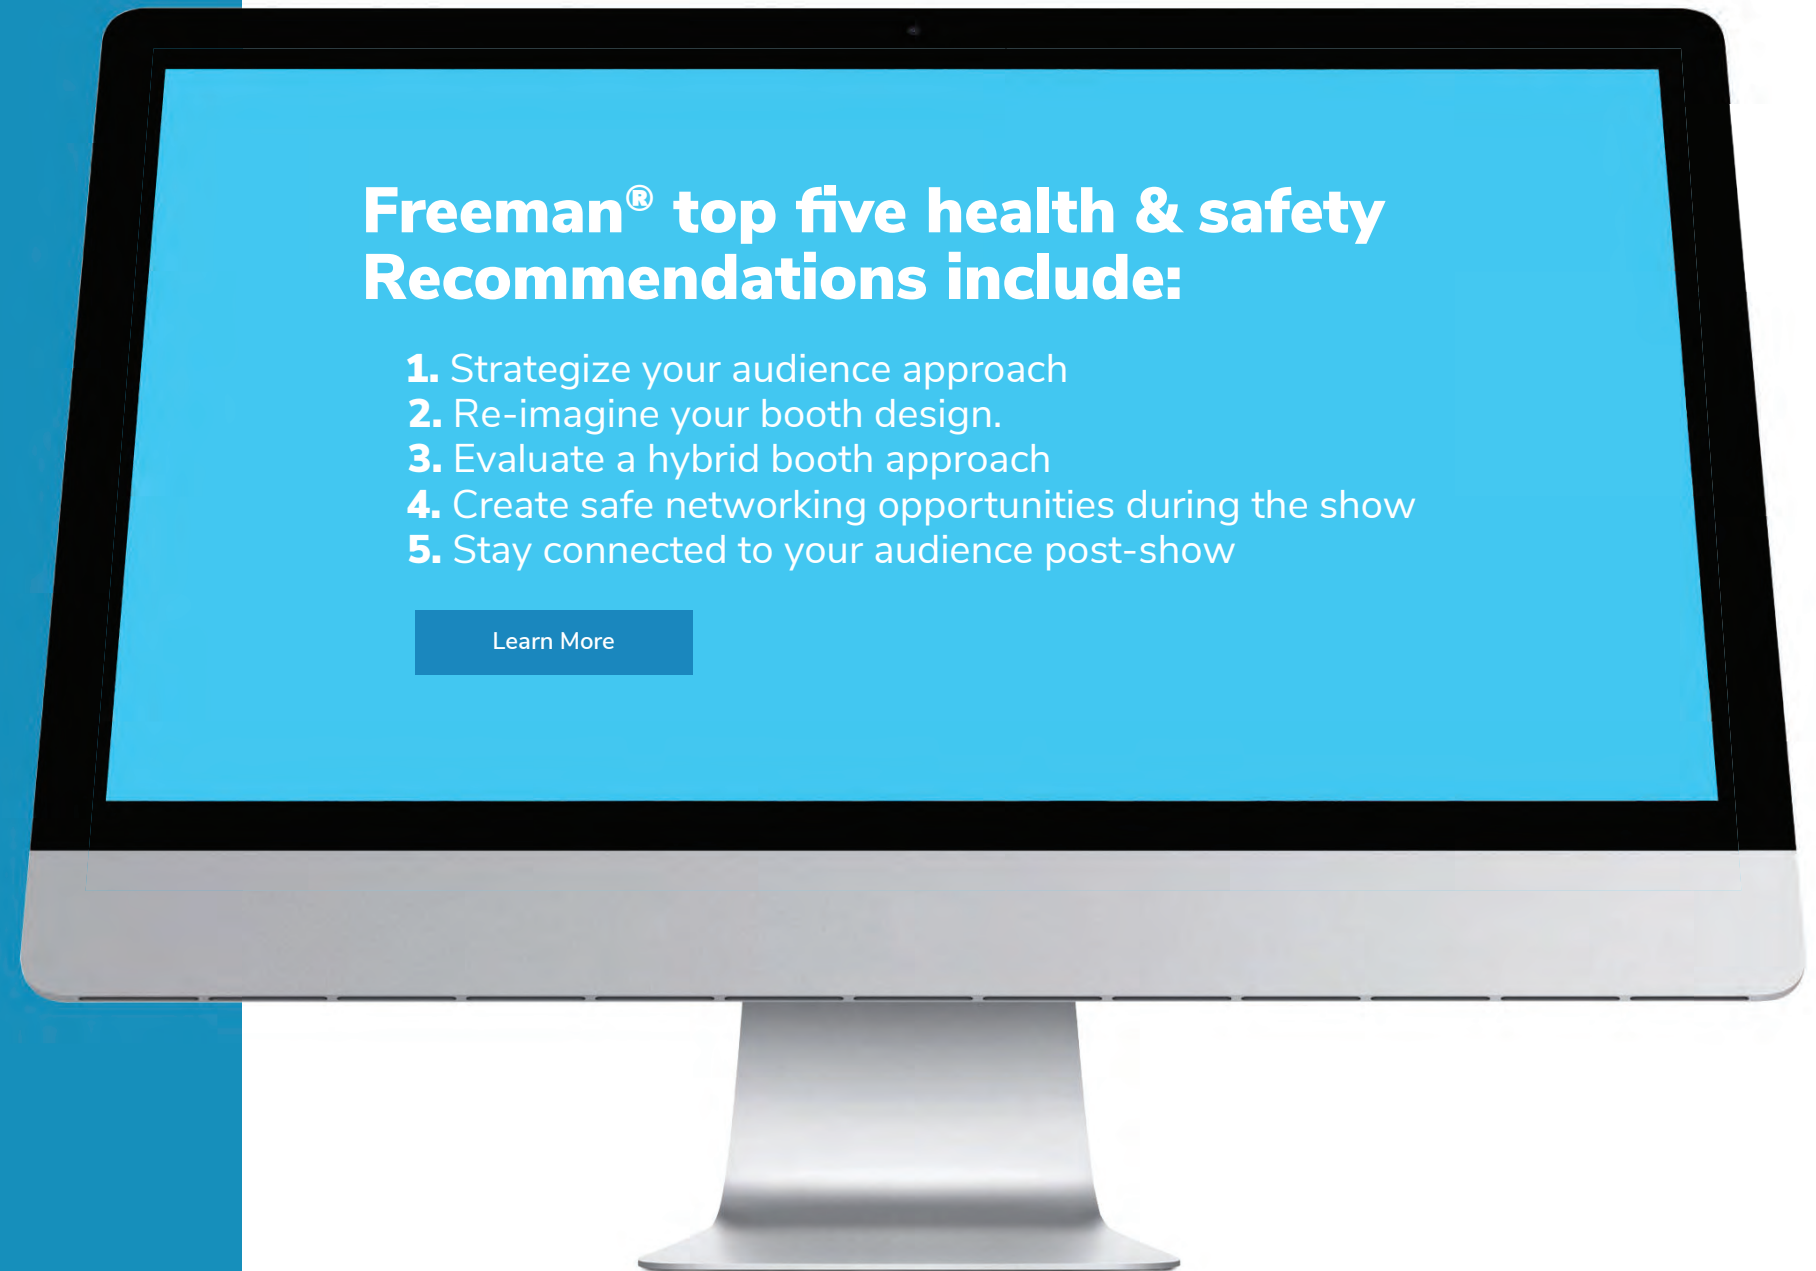 Freeman® top five health & safety
Recommendations include:
1. Strategize your audience approach
2. Re-imagine your booth design.
3. Evaluate a hybrid booth approach
4. Create safe networking opportunities during the show
5. Stay connected to your audience post-show
Learn More